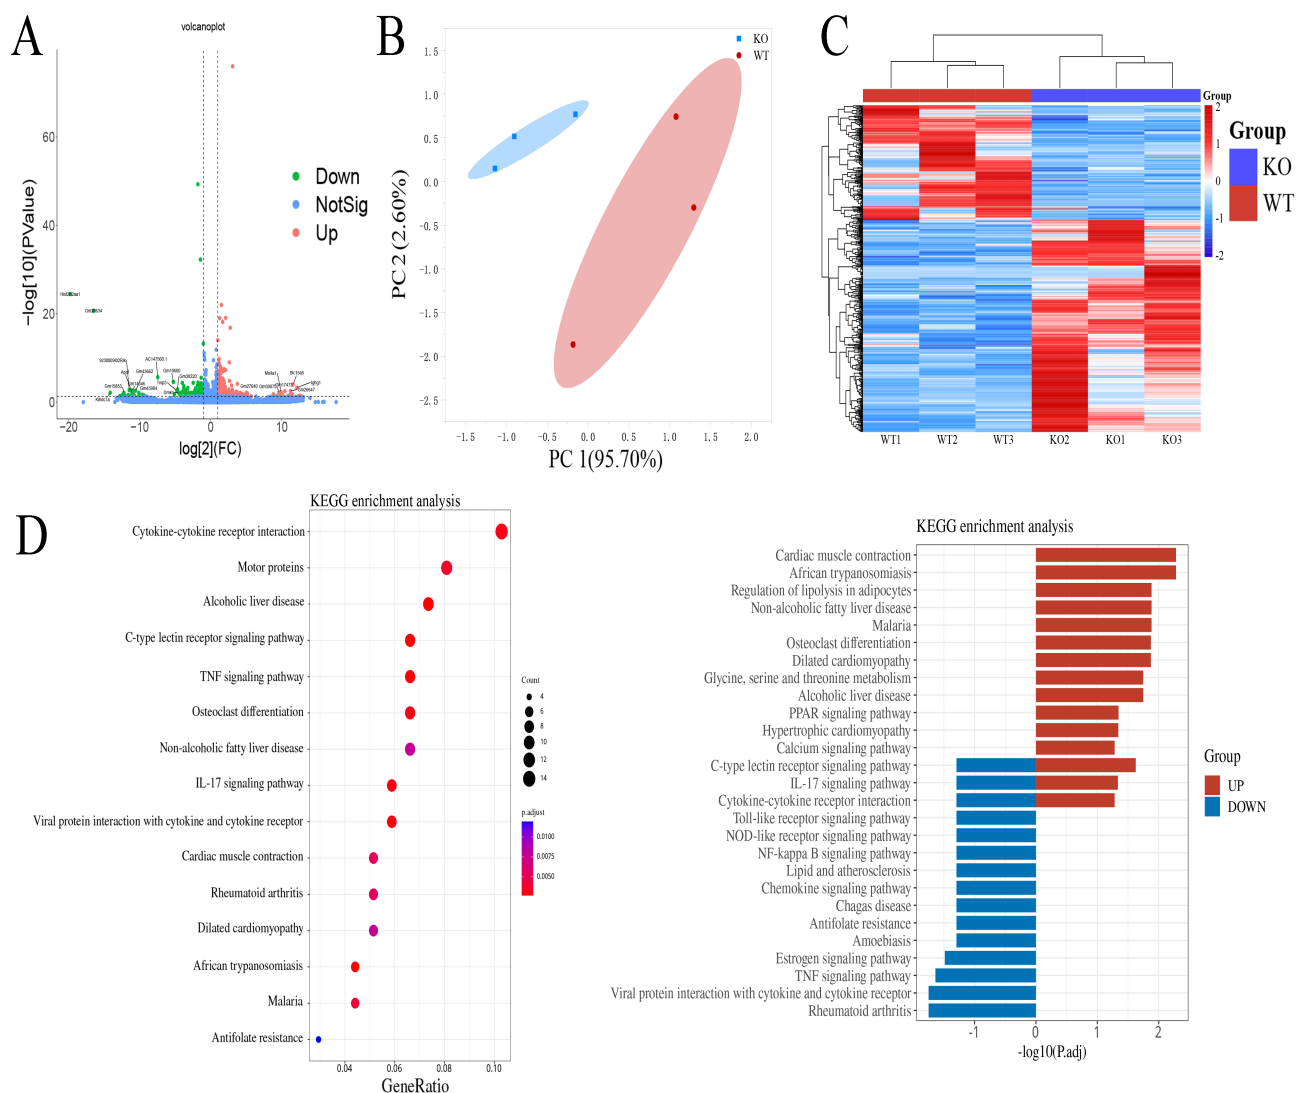 A
volcanoplot
−log[10](PValue)
60
40
20
0
−20
−10
0
10
log[2](FC)
Down
NotSig
Up
AC147560.1
Gm45662
Gm27640
Gm26647
B
KO
WT
1.5
1.0
0.5
0.0
-0.5
-1.0
-1.5
-2.0
-2.5
PC 2 (2.60%)
-1.5
-1.0
-0.5
0.0
0.5
1.0
1.5
2.0
PC 1(95.70%)
C
Group
2
1
0
-1
-2
Group
KO
WT
WT1
WT2
WT3
KO2
KO1
KO3
D
KEGG enrichment analysis
Cytokine-cytokine receptor interaction
Motor proteins
Alcoholic liver disease
C-type lectin receptor signaling pathway
TNF signaling pathway
Osteoclast differentiation
Non-alcoholic fatty liver disease
IL-17 signaling pathway
Viral protein interaction with cytokine and cytokine receptor
Cardiac muscle contraction
Rheumatoid arthritis
Dilated cardiomyopathy
African trypanosomiasis
Malaria
Antifolate resistance
0.04
0.06
0.08
0.10
GeneRatio
Count
4
6
8
10
12
14
p.adjust
0.0100
0.0075
0.0050
KEGG enrichment analysis
Cardiac muscle contraction
African trypanosomiasis
Regulation of lipolysis in adipocytes
Non-alcoholic fatty liver disease
Malaria
Osteoclast differentiation
Dilated cardiomyopathy
Glycine, serine and threonine metabolism
Alcoholic liver disease
PPAR signaling pathway
Hypertrophic cardiomyopathy
Calcium signaling pathway
C-type lectin receptor signaling pathway
IL-17 signaling pathway
Cytokine-cytokine receptor interaction
Toll-like receptor signaling pathway
NOD-like receptor signaling pathway
NF-kappa B signaling pathway
Lipid and atherosclerosis
Chemokine signaling pathway
Chagas disease
Antifolate resistance
Amoebiasis
Estrogen signaling pathway
TNF signaling pathway
Viral protein interaction with cytokine and cytokine receptor
Rheumatoid arthritis
-1
0
1
2
-log10(P.adj)
Group
UP
DOWN